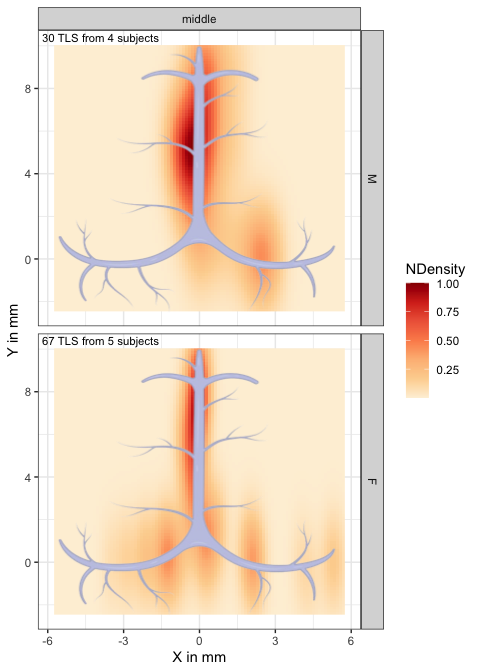 middle
30 TLS from 4 subjects
8
4
0
M
67 TLS from 5 subjects
8
4
0
F
Y in mm
-6
-3
0
3
6
X in mm
NDensity
1.00
0.75
0.50
0.25